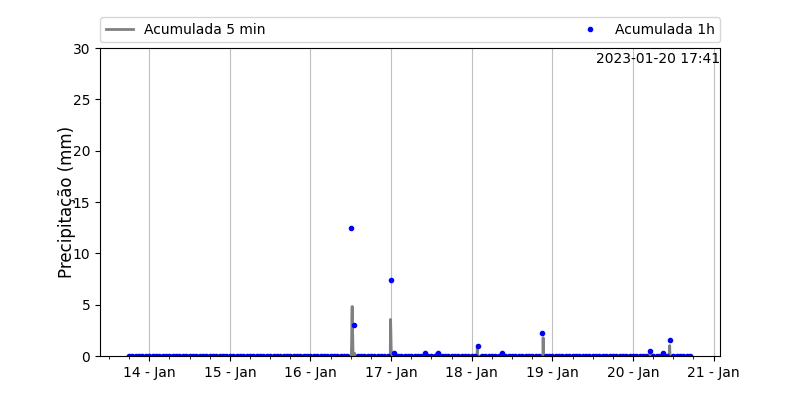 Acumulada 5 min
Acumulada 1h
2023-01-20 17:41
Precipitação (mm)
30
25
20
15
10
5
0
14 - Jan
15 - Jan
16 - Jan
17 - Jan
18 - Jan
19 - Jan
20 - Jan
21 - Jan